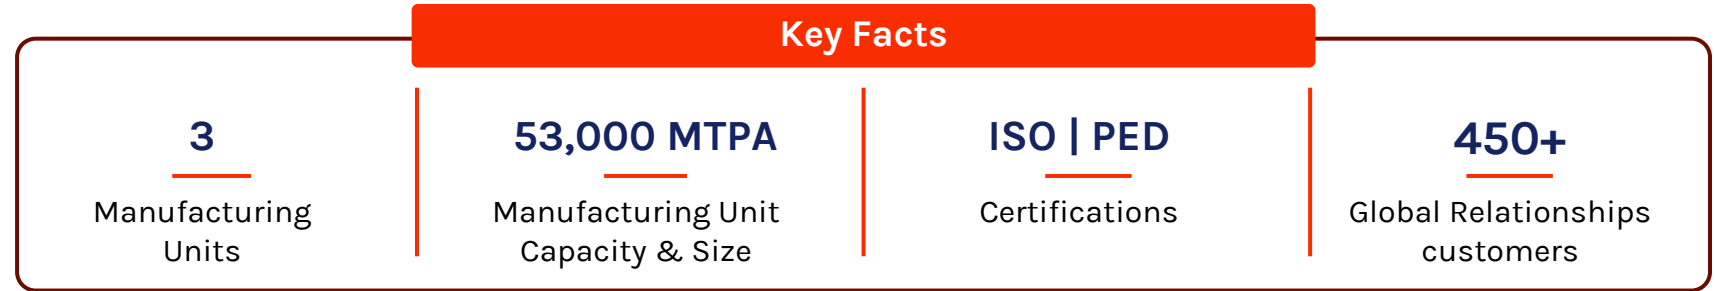 Key Facts
3
Manufacturing
Units
53,000 MTPA
Manufacturing Unit
Capacity & Size
ISO | PED
Certifications
450+
Global Relationships
customers